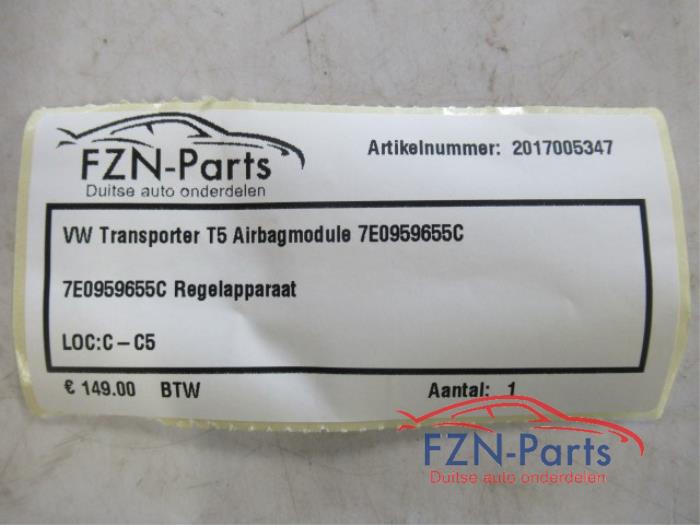 FZN-Parts
Duitse auto onderdelen
Artikelnummer: 2017005347
VW Transporter T5 Airbagmodule 7E0959655C
7E0959655C Regelapparaat
LOC:C - C5
€ 149.00 BTW Aantal: 1
FZN-Parts
Duitse auto onderdelen